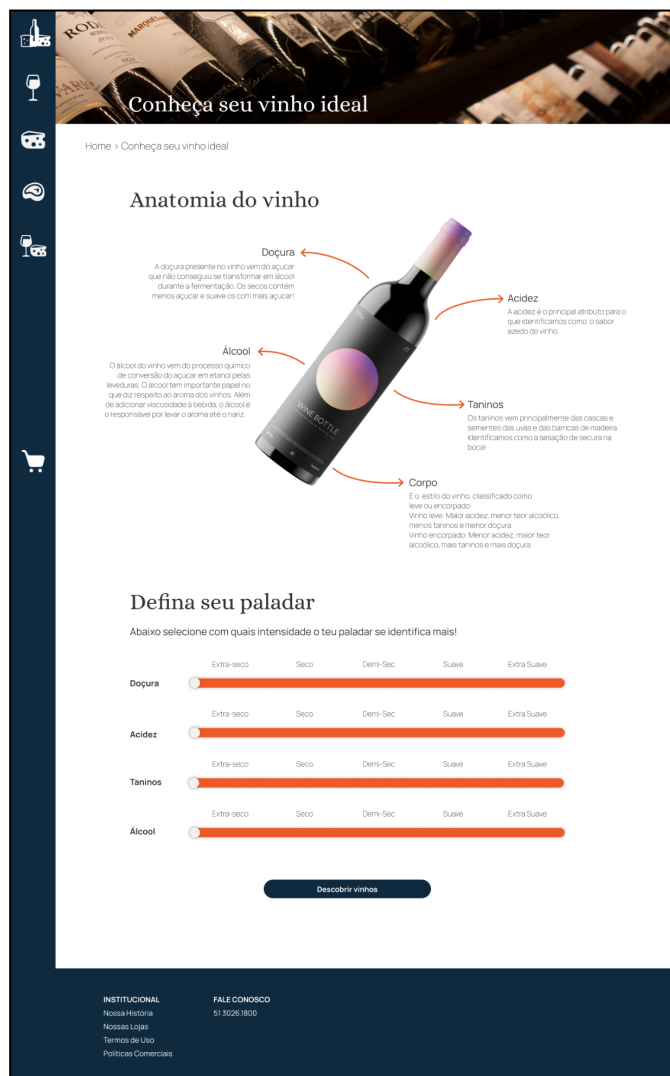 ROD
MARQUES
VARI
Conheça seu vinho ideal
Home > Conheça seu vinho ideal
Anatomia do vinho
Doçura
A doçura presente no vinho vem do açucar
que não conseguiu se transformar em álcool
durante a fermentação. Os secos contém
menos açucar e suave os com mais açucar!
Acidez
A acidez é o principal atributo para o
que identificamos como o sabor
azedo do vinho.
Álcool
O álcool do vinho vem do processo químico
de conversão do açúcar em etanol pelas
leveduras. O álcool tem importante papel no
que diz respeito ao aroma dos vinhos. Além
de adicionar viscosidade à bebida, o álcool é
o responsável por levar o aroma até o nariz.
Taninos
Os taninos vem principalmente das cascas e
sementes das uvas e das barricas de madeira.
Identificamos como a sesação de secura na
boca!
WINE BOTTLE
Corpo
É o estilo do vinho, classificado como
leve ou encorpado:
Vinho leve: Maior acidez, menor teor alcoólico,
menos taninos e menor doçura.
Vinho encorpado: Menor acidez, maior teor
alcoólico, mais taninos e mais doçura.
Defina seu paladar
Abaixo selecione com quais intensidade o teu paladar se identifica mais!
Extra-seco Seco Demi-Sec Suave Extra Suave
Doçura
Extra-seco Seco Demi-Sec Suave Extra Suave
Acidez
Extra-seco Seco Demi-Sec Suave Extra Suave
Taninos
Extra-seco Seco Demi-Sec Suave Extra Suave
Álcool
Descobrir vinhos
INSTITUCIONAL FALE CONOSCO
Nossa História 51 3026.1800
Nossas Lojas
Termos de Uso
Políticas Comerciais